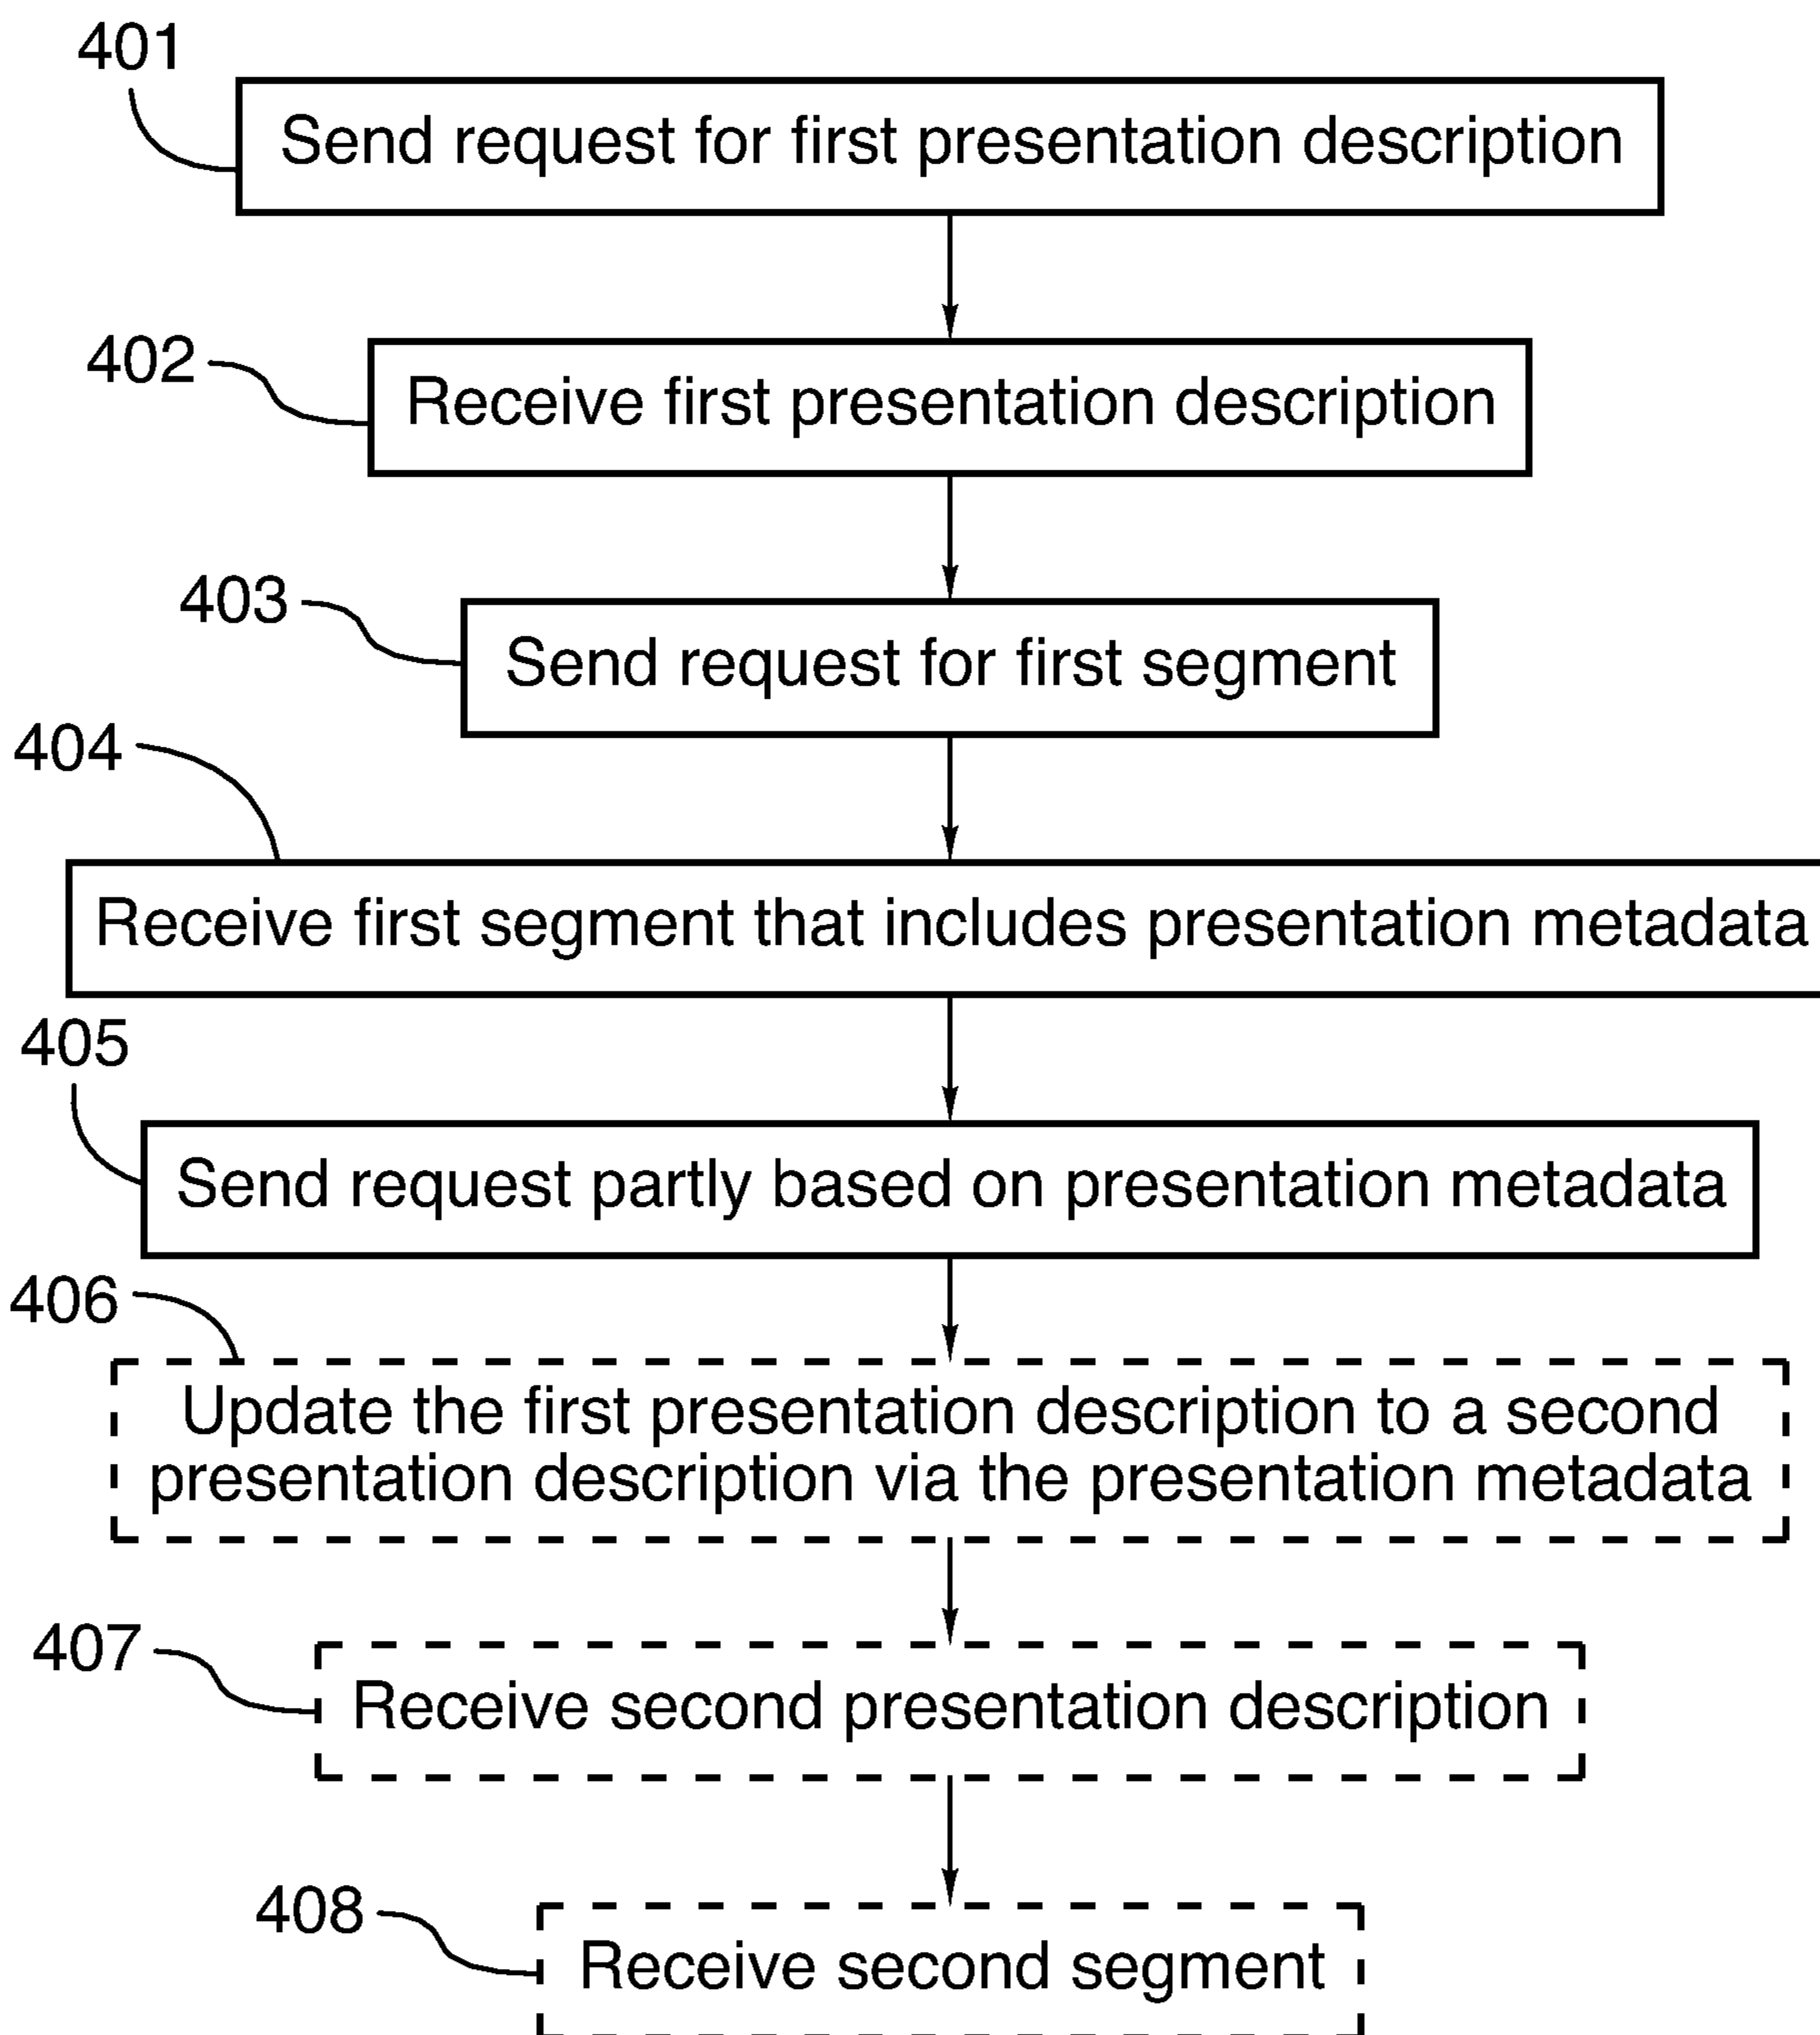 401
Send request for first presentation description
402
Receive first presentation description
403
Send request for first segment
404
Receive first segment that includes presentation metadata
405
Send request partly based on presentation metadata
406
Update the first presentation description to a second
presentation description via the presentation metadata
407
Receive second presentation description
408
Receive second segment